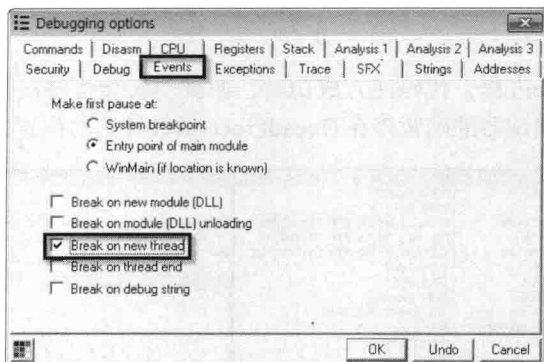 Debugging options
Commands Disasm CPU Registers Stack Analysis 1 Analysis 2 Analysis 3
Security Debug Events Exceptions Trace SFX Strings Addresses
Make first pause at:
System breakpoint
Entry point of main module
WinMain (if location is known)
Break on new module (DLL)
Break on module (DLL) unloading
Break on new thread
Break on thread end
Break on debug string
OK Undo Cancel